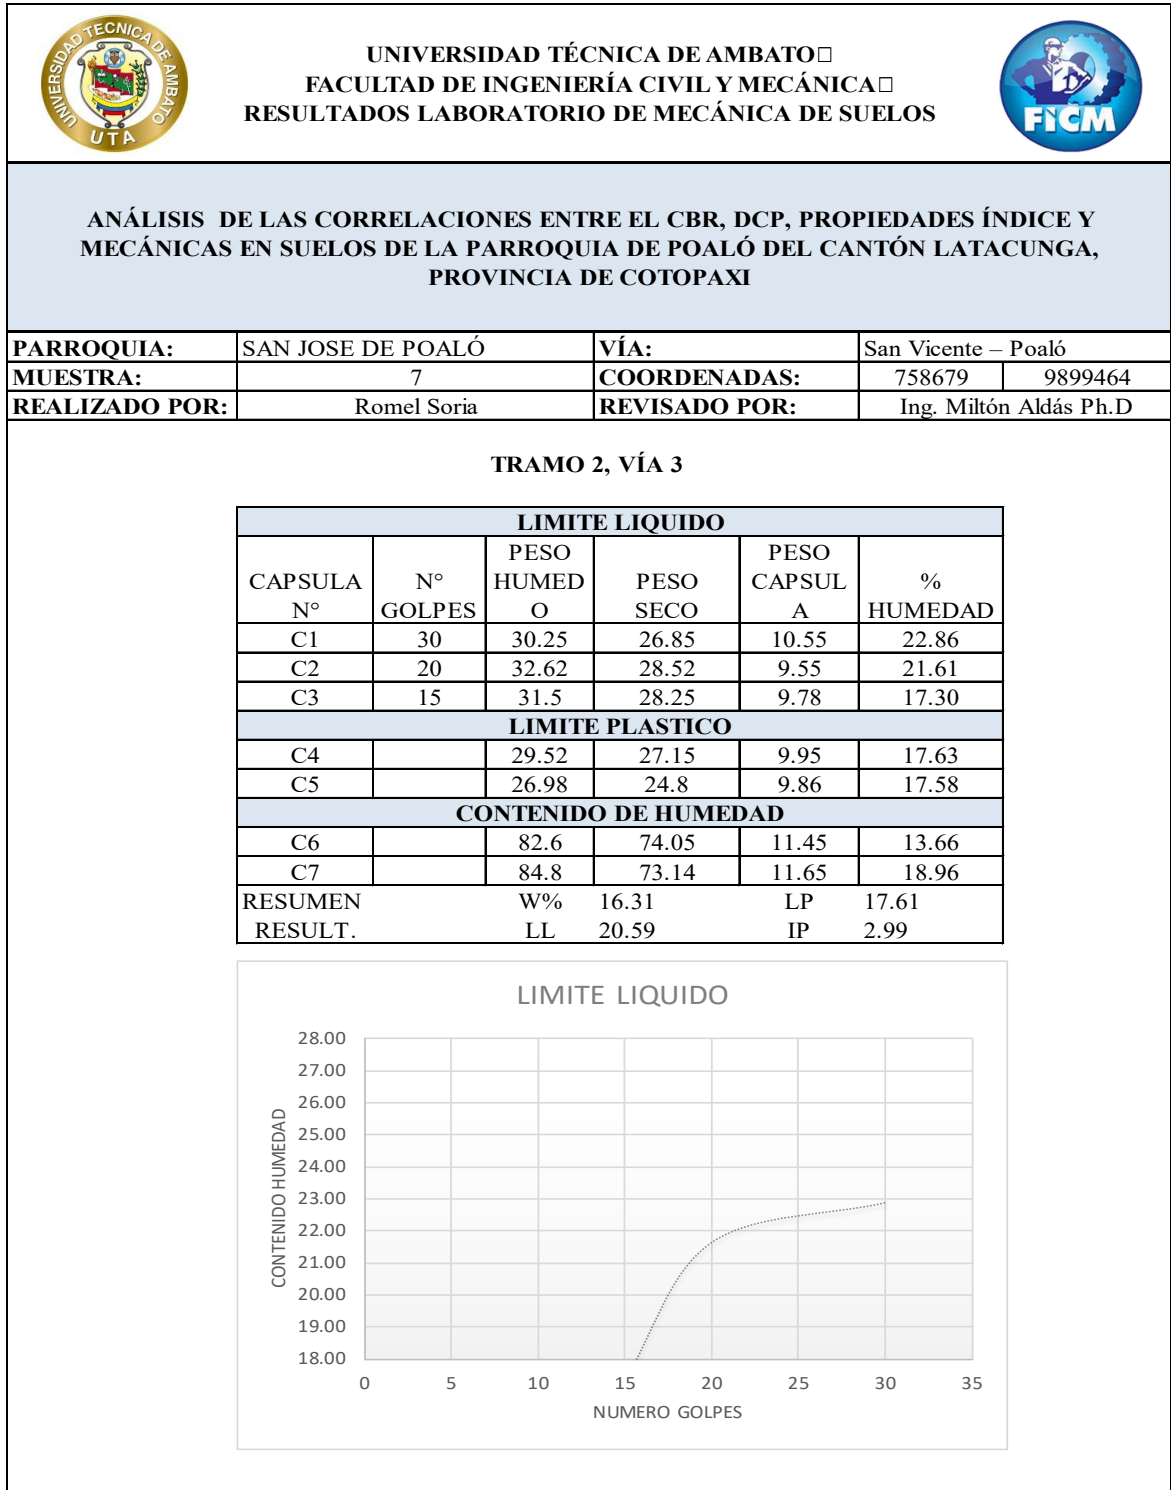 UNIVERSIDAD TECNICA DE AMBATO
UTA
UNIVERSIDAD TÉCNICA DE AMBATO□
FACULTAD DE INGENIERÍA CIVIL Y MECÁNICA□
RESULTADOS LABORATORIO DE MECÁNICA DE SUELOS
FICM
ANÁLISIS DE LAS CORRELACIONES ENTRE EL CBR, DCP, PROPIEDADES ÍNDICE Y
MECÁNICAS EN SUELOS DE LA PARROQUIA DE POALÓ DEL CANTÓN LATACUNGA,
PROVINCIA DE COTOPAXI
PARROQUIA: SAN JOSE DE POALÓ VÍA: San Vicente – Poaló
MUESTRA: 7 COORDENADAS: 758679 9899464
REALIZADO POR: Romel Soria REVISADO POR: Ing. Miltón Aldás Ph.D
TRAMO 2, VÍA 3
LIMITE LIQUIDO
PESO PESO
CAPSULA N° HUMED PESO CAPSUL %
N° GOLPES O SECO A HUMEDAD
C1 30 30.25 26.85 10.55 22.86
C2 20 32.62 28.52 9.55 21.61
C3 15 31.5 28.25 9.78 17.30
LIMITE PLASTICO
C4 29.52 27.15 9.95 17.63
C5 26.98 24.8 9.86 17.58
CONTENIDO DE HUMEDAD
C6 82.6 74.05 11.45 13.66
C7 84.8 73.14 11.65 18.96
RESUMEN W% 16.31 LP 17.61
RESULT. LL 20.59 IP 2.99
LIMITE LIQUIDO
CONTENIDO HUMEDAD
28.00
27.00
26.00
25.00
24.00
23.00
22.00
21.00
20.00
19.00
18.00
0 5 10 15 20 25 30 35
NUMERO GOLPES